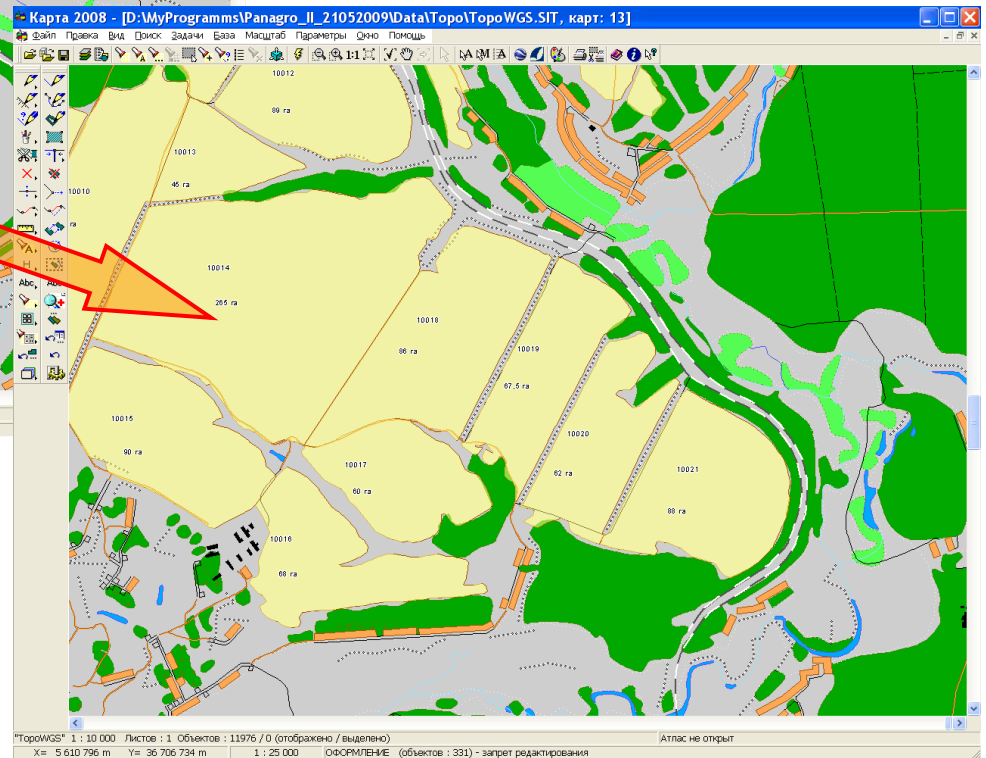 Карта 2008 - [D:\MyProgramms\Panagro_II_21052009\Data\Topo\TopoWGS.SIT, карт: 13]
Файл Правка Вид Поиск Задачи База Масштаб Параметры Окно Помощь
1:1
10012
89 га
10013
45 га
10010
га
10014
265 га
10018
86 га
10019
67,5 га
10015
90 га
10020
62 га
10017
60 га
10021
88 га
10016
68 га
Abc
"TopoWGS" 1 : 10 000 Листов : 1 Объектов : 11976 / 0 (отображено / выделено) Атлас не открыт
X= 5 610 796 m Y= 36 706 734 m 1 : 25 000 ОФОРМЛЕНИЕ (объектов : 331) - запрет редактирования